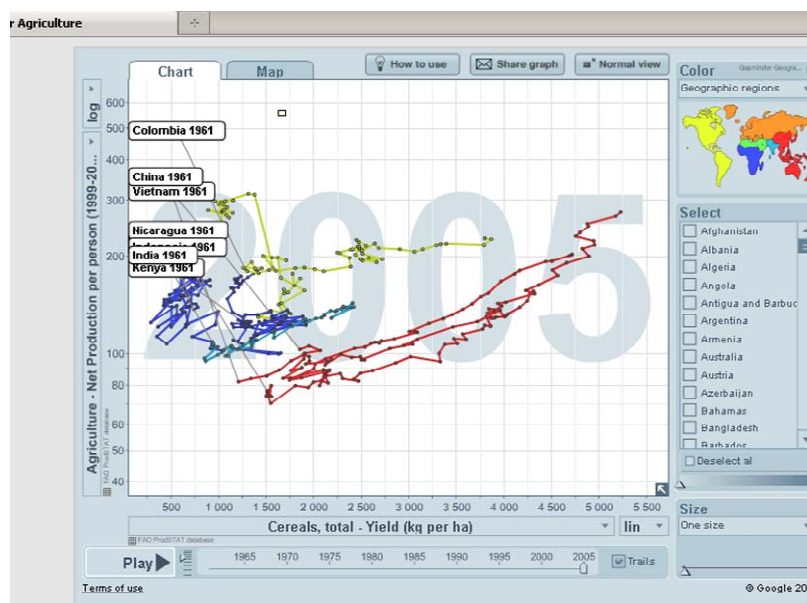 r Agriculture
Chart
Map
How to use
Share graph
Normal view
log
Agriculture - Net Production per person (1999-20...
FAO ProdSTAT database
600
500
400
300
200
100
80
60
50
40
2005
Colombia 1961
China 1961
Vietnam 1961
Nicaragua 1961
Indonesia 1961
India 1961
Kenya 1961
500
1 000
1 500
2 000
2 500
3 000
3 500
4 000
4 500
5 000
5 500
Cereals, total - Yield (kg per ha)
lin
FAO ProdSTAT database
Play
1965
1970
1975
1980
1985
1990
1995
2000
2005
Trails
Terms of use
Color
Geographic regions
Select
Afghanistan
Albania
Algeria
Angola
Antigua and Barbuc
Argentina
Armenia
Australia
Austria
Azerbaijan
Bahamas
Bangladesh
Barbados
Deselect al
Size
One size
© Google 20